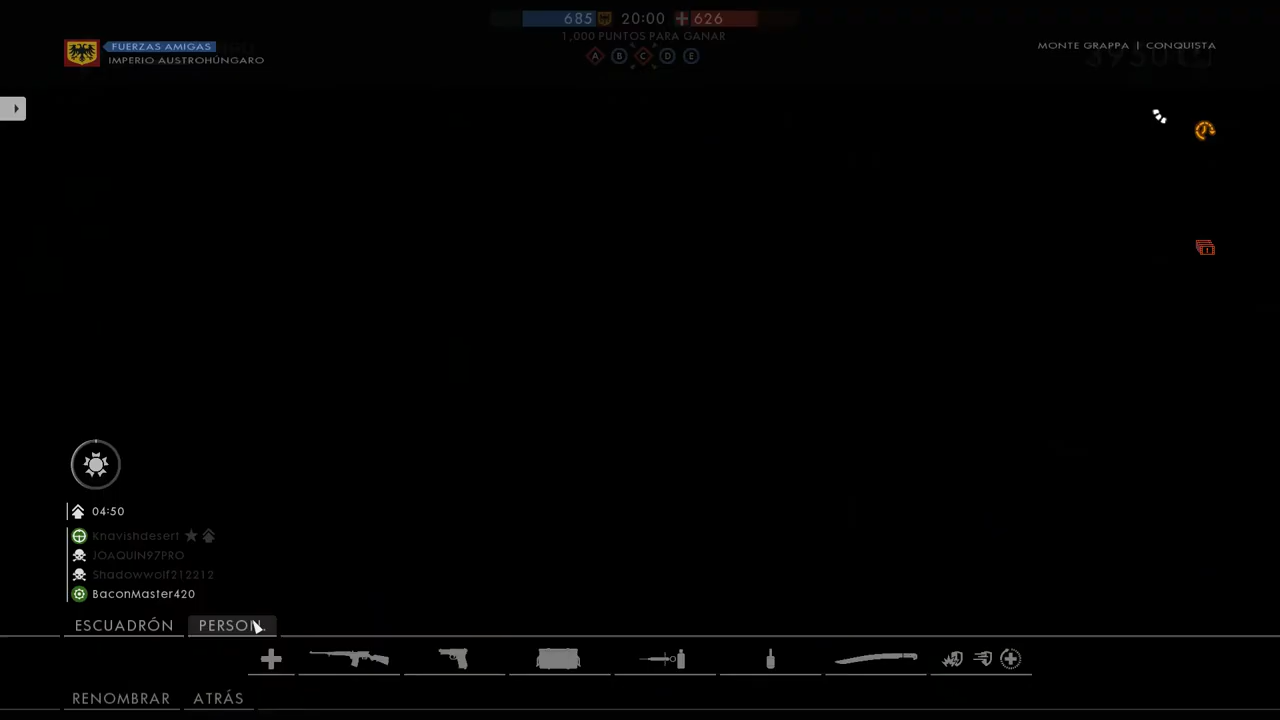 685 20:00 626
1,000 PUNTOS PARA GANAR
A B C D E
FUERZAS AMIGAS
IMPERIO AUSTROHÚNGARO
MONTE GRAPPA | CONQUISTA
04:50
Knavishdesert
JOAQUIN97PRO
Shadowwolf212212
BaconMaster420
ESCUADRÓN PERSON.
RENOMBRAR ATRÁS